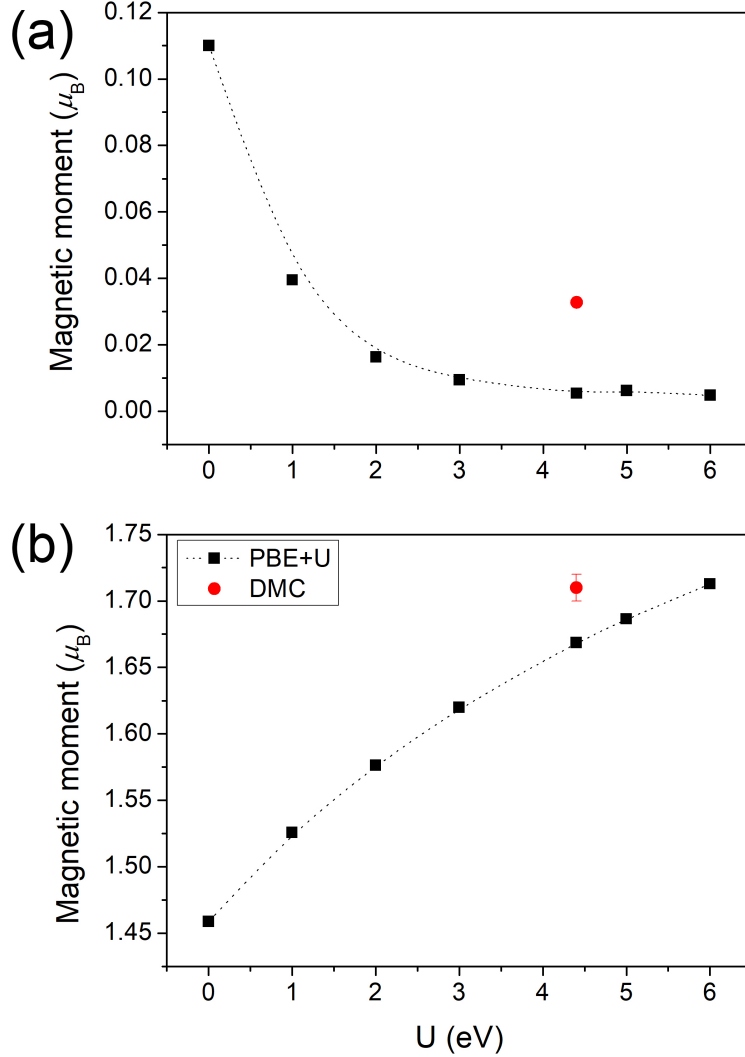 (a)
Magnetic moment (μB)
0.12
0.10
0.08
0.06
0.04
0.02
0.00
0 1 2 3 4 5 6
(b)
Magnetic moment (μB)
1.75
1.70
1.65
1.60
1.55
1.50
1.45
PBE+U
DMC
0 1 2 3 4 5 6
U (eV)